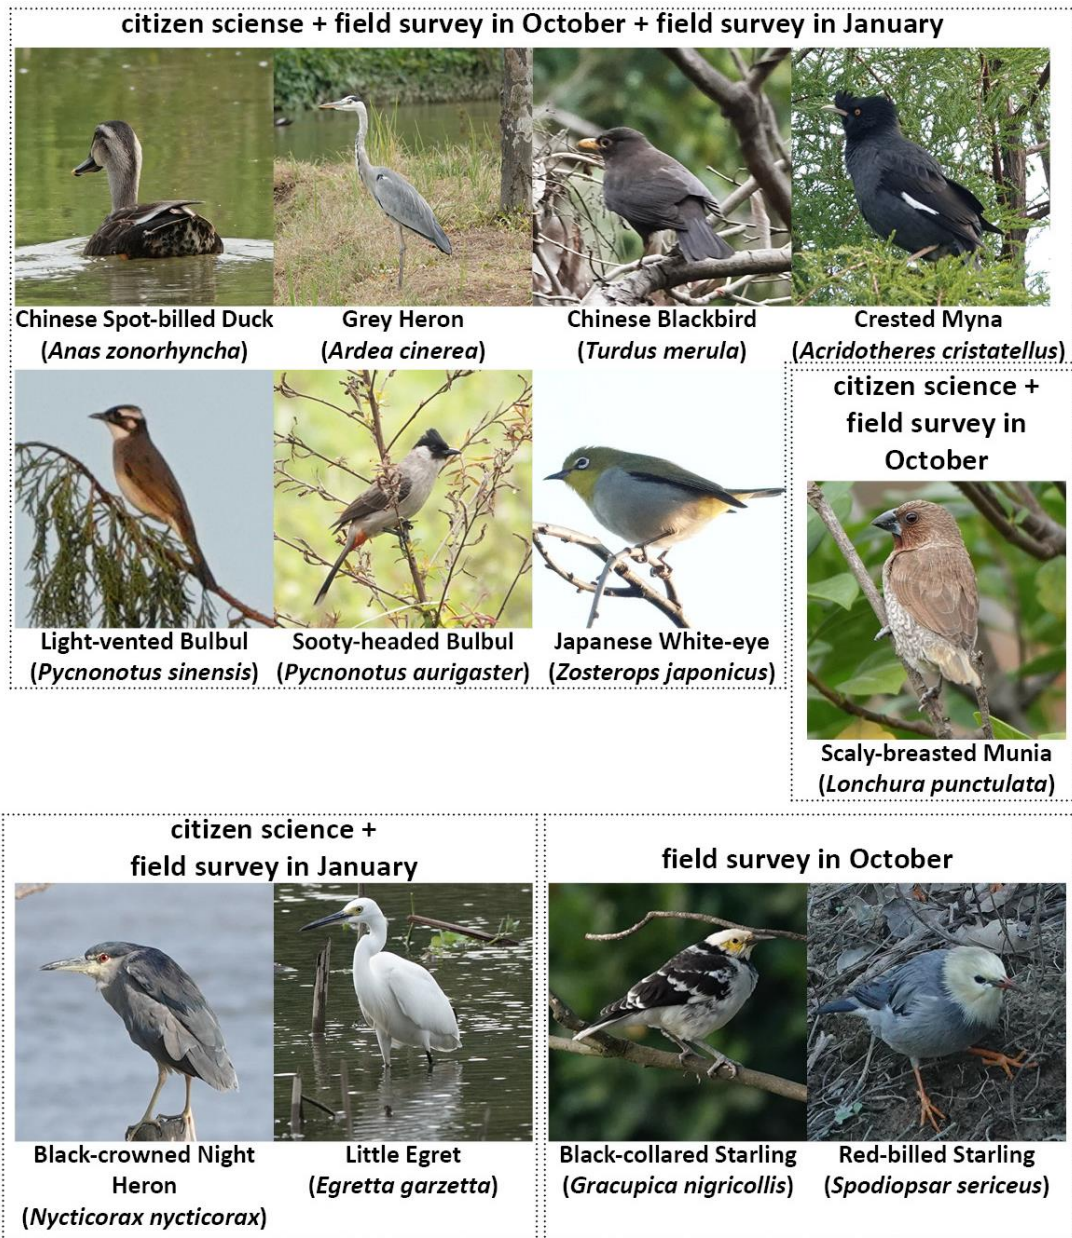 citizen sciense + field survey in October + field survey in January
Chinese Spot-billed Duck
(Anas zonorhyncha)
Grey Heron
(Ardea cinerea)
Chinese Blackbird
(Turdus merula)
Crested Myna
(Acridotheres cristatellus)
Light-vented Bulbul
(Pycnonotus sinensis)
Sooty-headed Bulbul
(Pycnonotus aurigaster)
Japanese White-eye
(Zosterops japonicus)
citizen science +
field survey in
October
Scaly-breasted Munia
(Lonchura punctulata)
citizen science +
field survey in January
Black-crowned Night
Heron
(Nycticorax nycticorax)
Little Egret
(Egretta garzetta)
field survey in October
Black-collared Starling
(Gracupica nigricollis)
Red-billed Starling
(Spodiopsar sericeus)